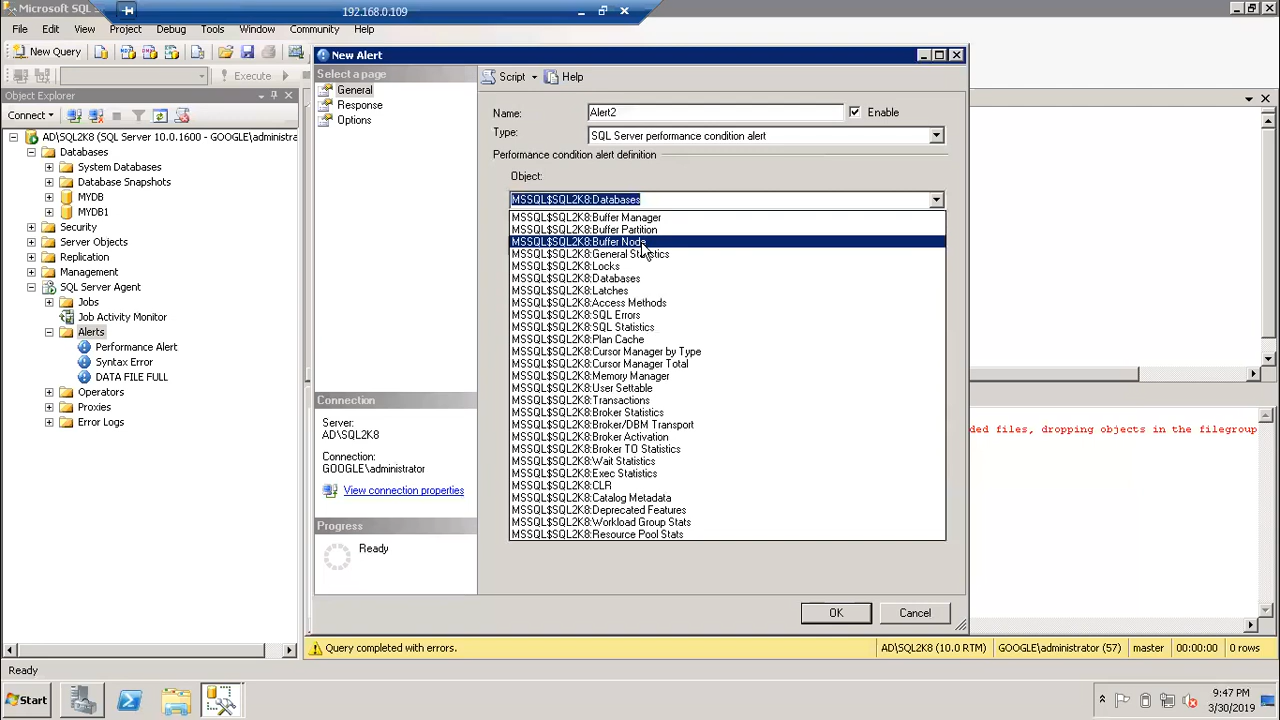 Microsoft SQL
192.168.0.109
File
Edit
View
Project
Debug
Tools
Window
Community
New Query
Execute
Object Explorer
Connect
AD\SQL2K8 (SQL Server 10.0.1600 - GOOGLE\administra
Databases
System Databases
Database Snapshots
MYDB
MYDB1
Security
Server Objects
Replication
Management
SQL Server Agent
Jobs
Job Activity Monitor
Alerts
Performance Alert
Syntax Error
DATA FILE FULL
Operators
Proxies
Error Logs
New Alert
Select a page
General
Response
Options
Script
Help
Name:
Alert2
Enable
Type:
SQL Server performance condition alert
Performance condition alert definition
Object:
MSSQL$SQL2K8:Databases
MSSQL$SQL2K8:Buffer Manager
MSSQL$SQL2K8:Buffer Partition
MSSQL$SQL2K8:Buffer Node
MSSQL$SQL2K8:General Statistics
MSSQL$SQL2K8:Locks
MSSQL$SQL2K8:Databases
MSSQL$SQL2K8:Latches
MSSQL$SQL2K8:Access Methods
MSSQL$SQL2K8:SQL Errors
MSSQL$SQL2K8:SQL Statistics
MSSQL$SQL2K8:Plan Cache
MSSQL$SQL2K8:Cursor Manager by Type
MSSQL$SQL2K8:Cursor Manager Total
MSSQL$SQL2K8:Memory Manager
MSSQL$SQL2K8:User Settable
MSSQL$SQL2K8:Transactions
MSSQL$SQL2K8:Broker Statistics
MSSQL$SQL2K8:Broker/DBM Transport
MSSQL$SQL2K8:Broker Activation
MSSQL$SQL2K8:Broker TO Statistics
MSSQL$SQL2K8:Wait Statistics
MSSQL$SQL2K8:Exec Statistics
MSSQL$SQL2K8:CLR
MSSQL$SQL2K8:Catalog Metadata
MSSQL$SQL2K8:Deprecated Features
MSSQL$SQL2K8:Workload Group Stats
MSSQL$SQL2K8:Resource Pool Stats
Connection
Server:
AD\SQL2K8
Connection:
GOOGLE\administrator
View connection properties
Progress
Ready
OK
Cancel
ded files, dropping objects in the filegroup
Query completed with errors.
AD\SQL2K8 (10.0 RTM)
GOOGLE\administrator (57)
master
00:00:00
0 rows
Ready
Start
9:47 PM
3/30/2019